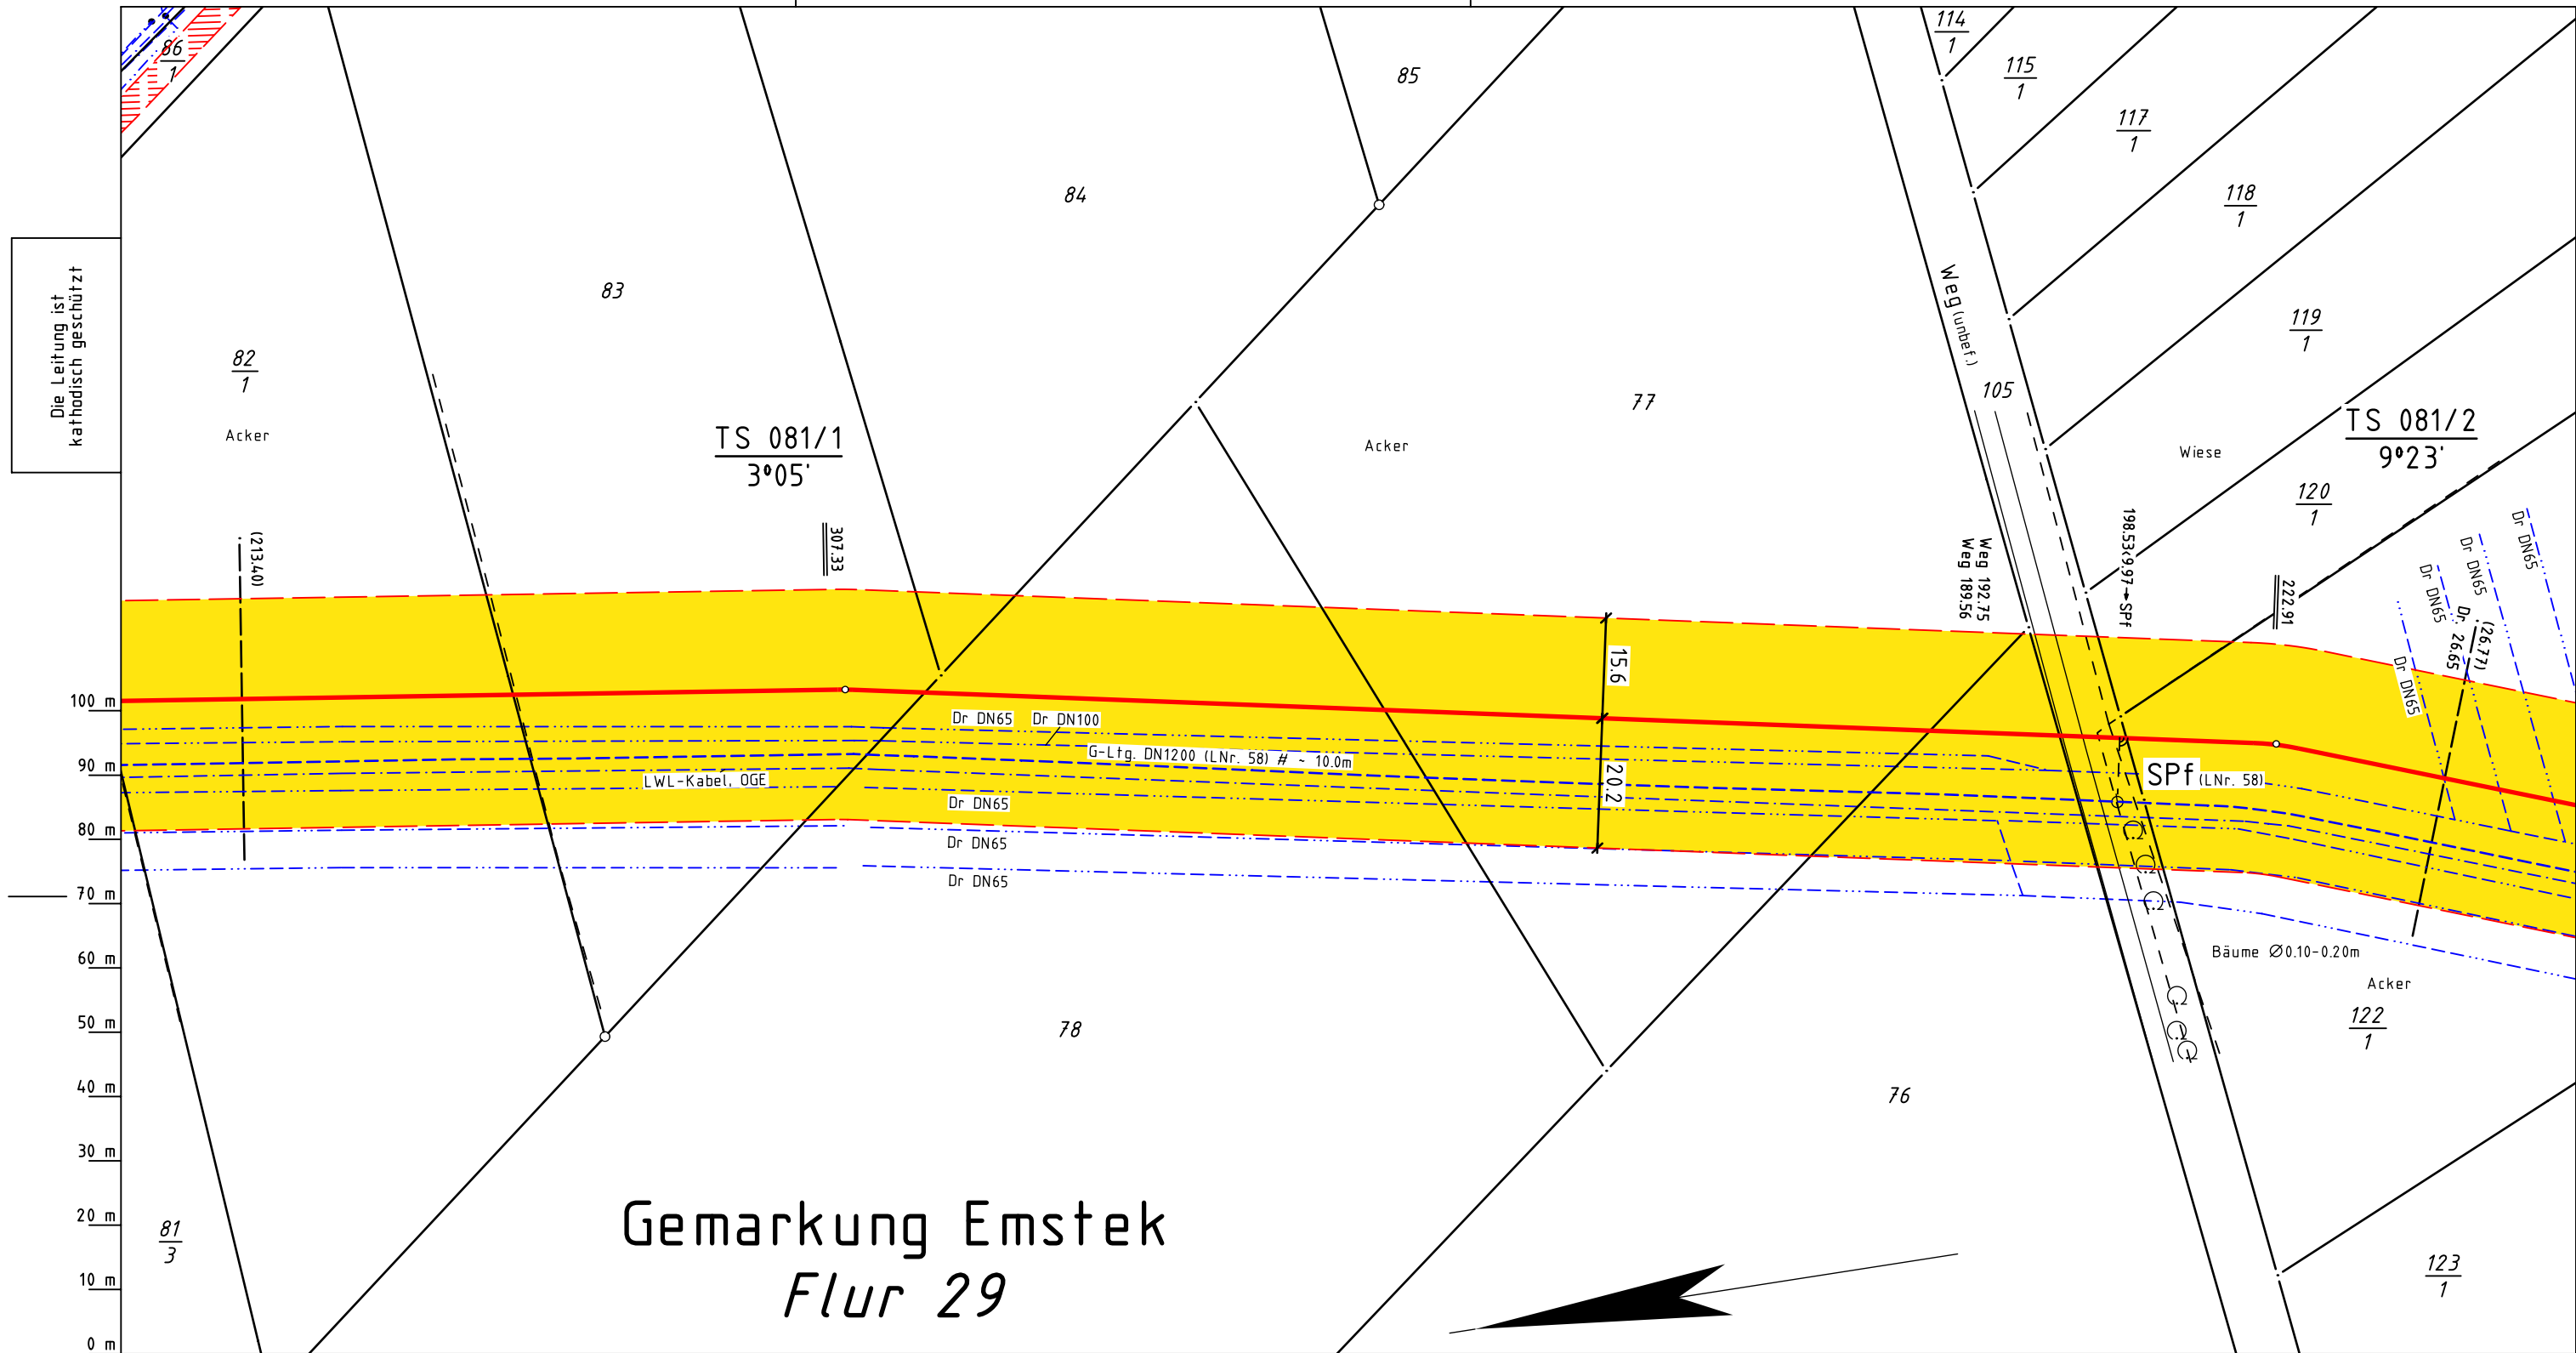 86
1
114
1
115
1
85
117
1
84
118
1
Die Leitung ist
kathodisch geschützt
83
Weg (unbef.)
119
1
82
1
105
77
Acker
TS 081/1
3°05'
Acker
Wiese
TS 081/2
9°23'
120
1
(213.40)
307.33
Weg 192.75
Weg 189.56
198.53<9.97→SPf
222.91
Dr DN65
Dr DN65
Dr DN65
Dr DN65
Dr 26.65
(26.77)
15.6
20.2
Dr DN65
Dr DN100
G-Ltg. DN1200 (LNr. 58) # ~ 10.0m
LWL-Kabel, OGE
SPf (LNr. 58)
Dr DN65
Dr DN65
Dr DN65
Bäume Ø0.10-0.20m
Acker
122
1
78
76
100 m
90 m
80 m
70 m
60 m
50 m
40 m
30 m
20 m
10 m
0 m
81
3
Gemarkung Emstek
Flur 29
123
1